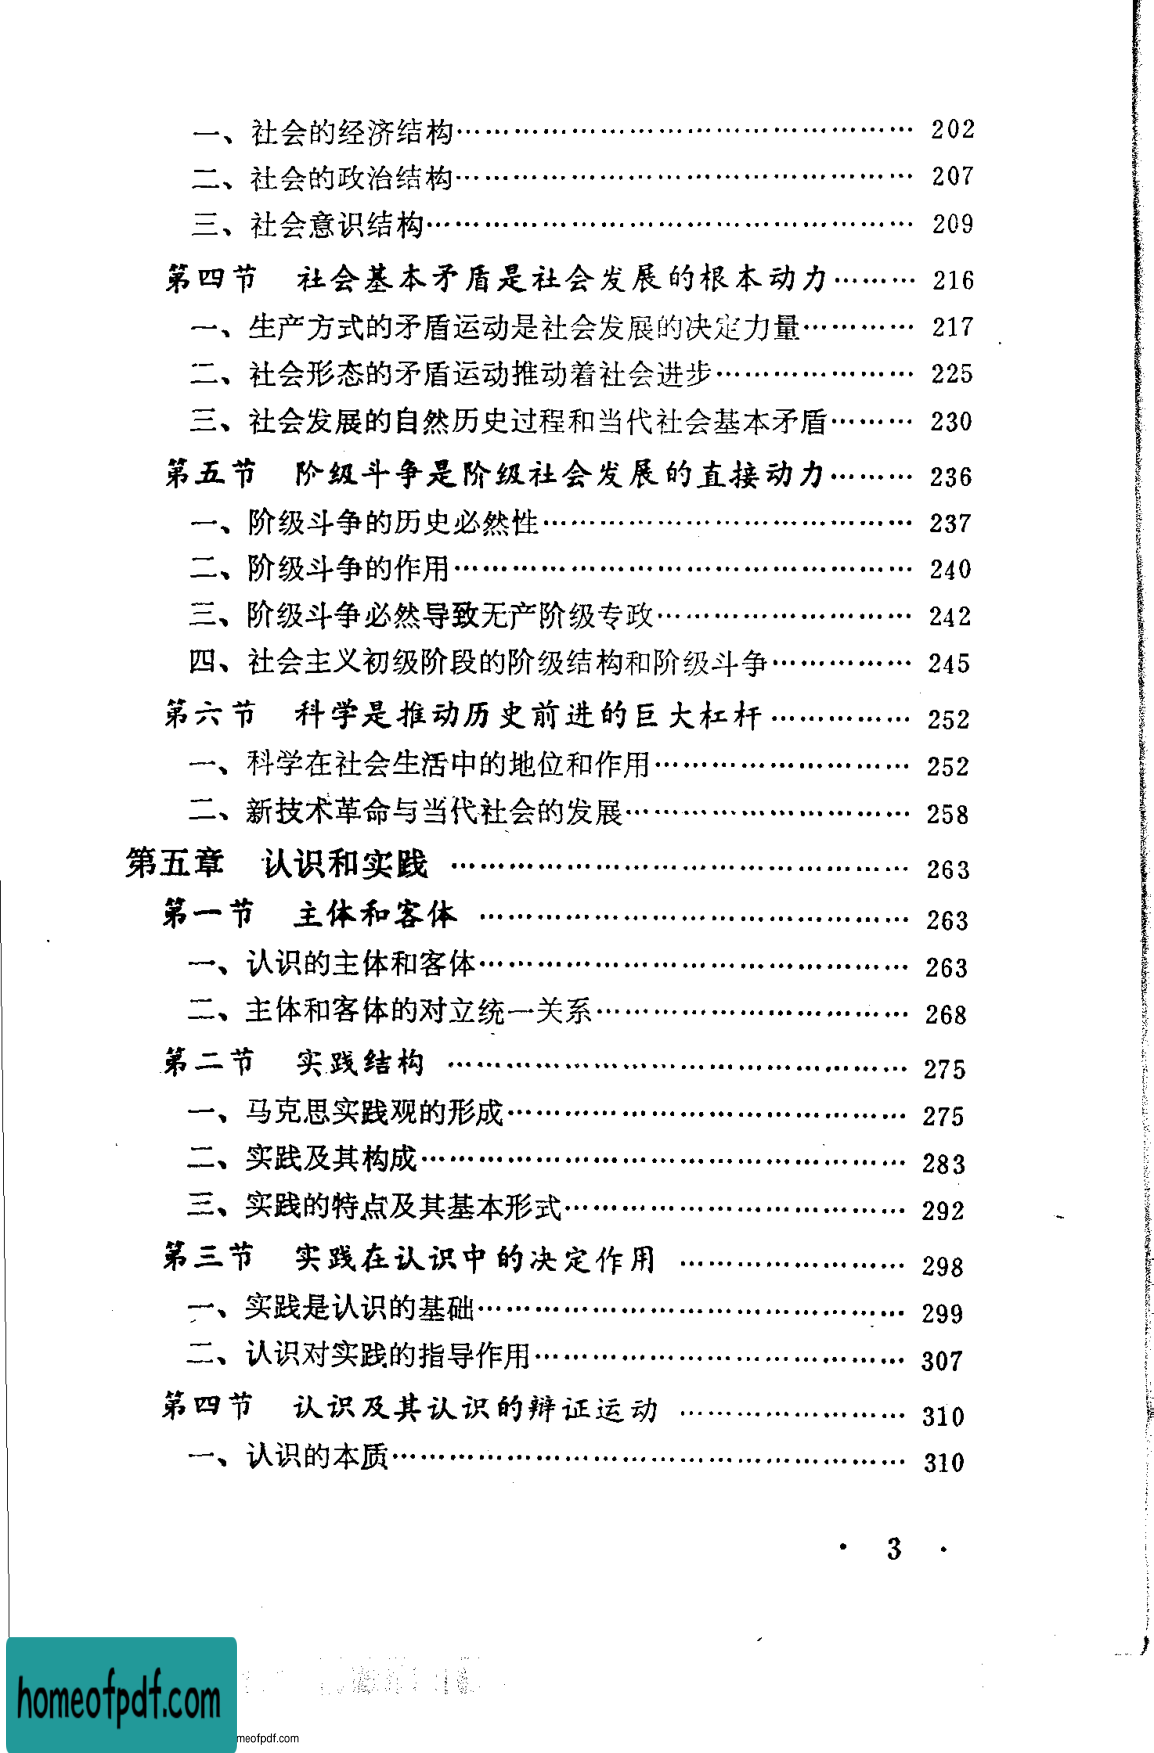 一、社会的经济结构……………………………………… 202
二、社会的政治结构……………………………………… 207
三、社会意识结构………………………………………… 209
第四节 社会基本矛盾是社会发展的根本动力……… 216
一、生产方式的矛盾运动是社会发展的决定力量………… 217
二、社会形态的矛盾运动推动着社会进步………………… 225
三、社会发展的自然历史过程和当代社会基本矛盾……… 230
第五节 阶级斗争是阶级社会发展的直接动力……… 236
一、阶级斗争的历史必然性……………………………… 237
二、阶级斗争的作用……………………………………… 240
三、阶级斗争必然导致无产阶级专政…………………… 242
四、社会主义初级阶段的阶级结构和阶级斗争…………… 245
第六节 科学是推动历史前进的巨大杠杆…………… 252
一、科学在社会生活中的地位和作用……………………… 252
二、新技术革命与当代社会的发展………………………… 258
第五章 认识和实践 ……………………………………… 263
第一节 主体和客体 …………………………………… 263
一、认识的主体和客体…………………………………… 263
二、主体和客体的对立统一关系………………………… 268
第二节 实践结构 ……………………………………… 275
一、马克思实践观的形成………………………………… 275
二、实践及其构成………………………………………… 283
三、实践的特点及其基本形式…………………………… 292
第三节 实践在认识中的决定作用 …………………… 298
一、实践是认识的基础…………………………………… 299
二、认识对实践的指导作用……………………………… 307
第四节 认识及其认识的辩证运动 …………………… 310
一、认识的本质…………………………………………… 310
· 3 ·
homeofpdf.com
meofpdf.com